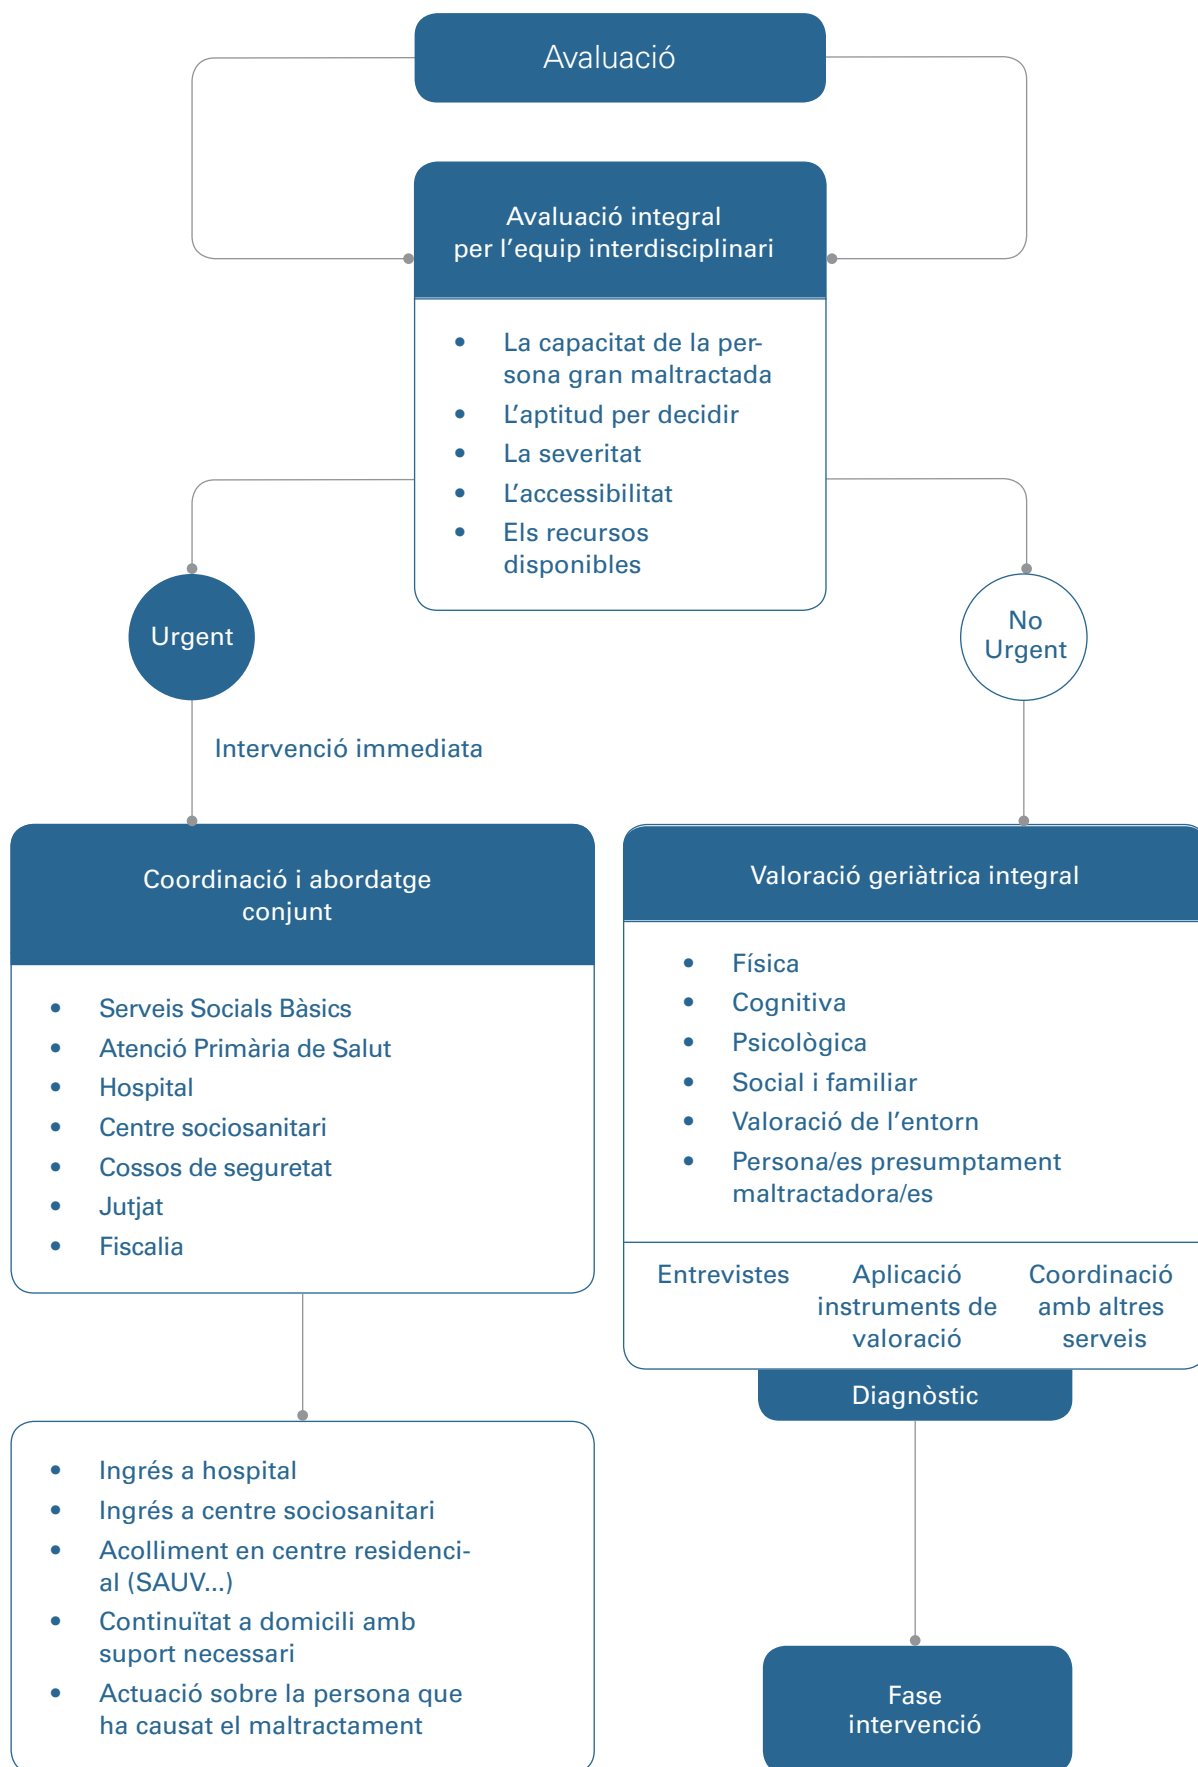 Avaluació
Avaluació integral
per l’equip interdisciplinari
• La capacitat de la per-
sona gran maltractada
• L’aptitud per decidir
• La severitat
• L’accessibilitat
• Els recursos
disponibles
Urgent
No
Urgent
Intervenció immediata
Coordinació i abordatge
conjunt
• Serveis Socials Bàsics
• Atenció Primària de Salut
• Hospital
• Centre sociosanitari
• Cossos de seguretat
• Jutjat
• Fiscalia
• Ingrés a hospital
• Ingrés a centre sociosanitari
• Acolliment en centre residenci-
al (SAUV...)
• Continuïtat a domicili amb
suport necessari
• Actuació sobre la persona que
ha causat el maltractament
Valoració geriàtrica integral
• Física
• Cognitiva
• Psicològica
• Social i familiar
• Valoració de l’entorn
• Persona/es presumptament
maltractadora/es
Entrevistes
Aplicació
instruments de
valoració
Coordinació
amb altres
serveis
Diagnòstic
Fase
intervenció